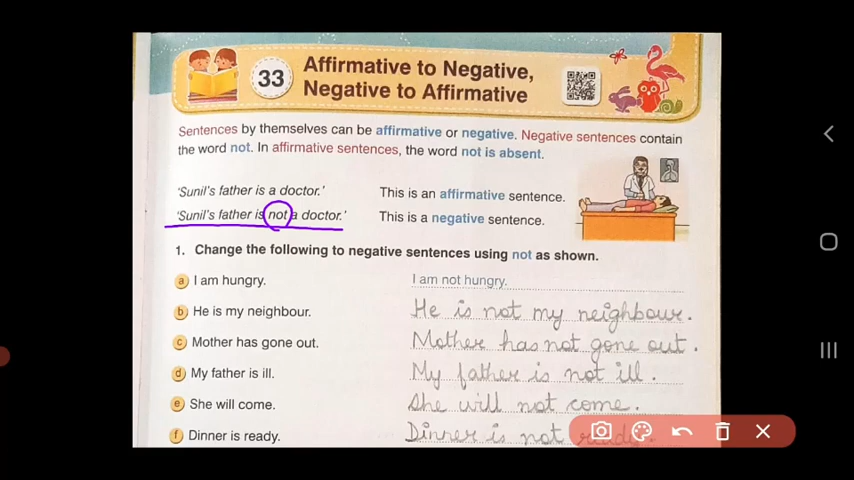 33
Affirmative to Negative,
Negative to Affirmative
Sentences by themselves can be affirmative or negative. Negative sentences contain
the word not. In affirmative sentences, the word not is absent.
'Sunil's father is a doctor.' This is an affirmative sentence.
'Sunil's father is not a doctor.' This is a negative sentence.
1. Change the following to negative sentences using not as shown.
a I am hungry. I am not hungry.
b He is my neighbour. He is not my neighbour.
c Mother has gone out. Mother has not gone out.
d My father is ill. My father is not ill.
e She will come. She will not come.
f Dinner is ready. Dinner is not ready.